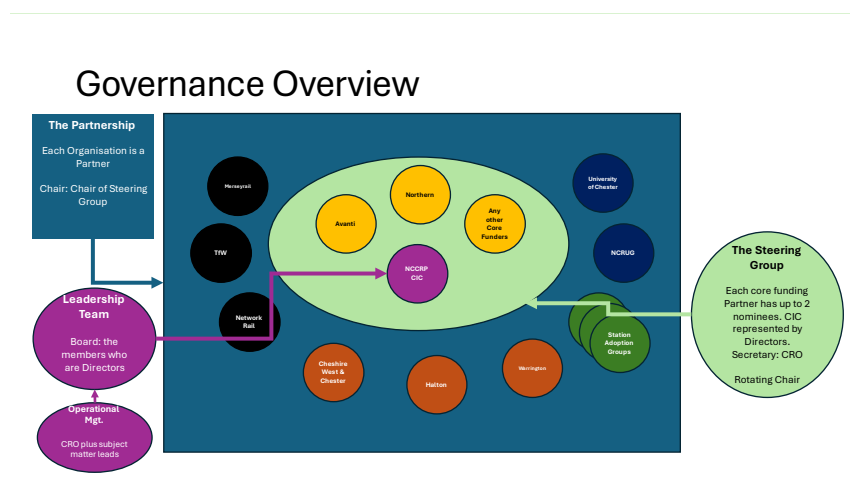 Governance Overview
The Partnership
Each Organisation is a
Partner
Chair: Chair of Steering
Group
Leadership
Team
Board: the
members who
are Directors
Operational
Mgt.
CRO plus subject
matter leads
Merseyrail
TfW
Network
Rail
Avanti
Northern
Any
other
Core
Funders
NCCRP
CIC
Cheshire
West &
Chester
Halton
Warrington
University
of Chester
NCRUG
Station
Adoption
Groups
The Steering
Group
Each core funding
Partner has up to 2
nominees. CIC
represented by
Directors.
Secretary: CRO
Rotating Chair